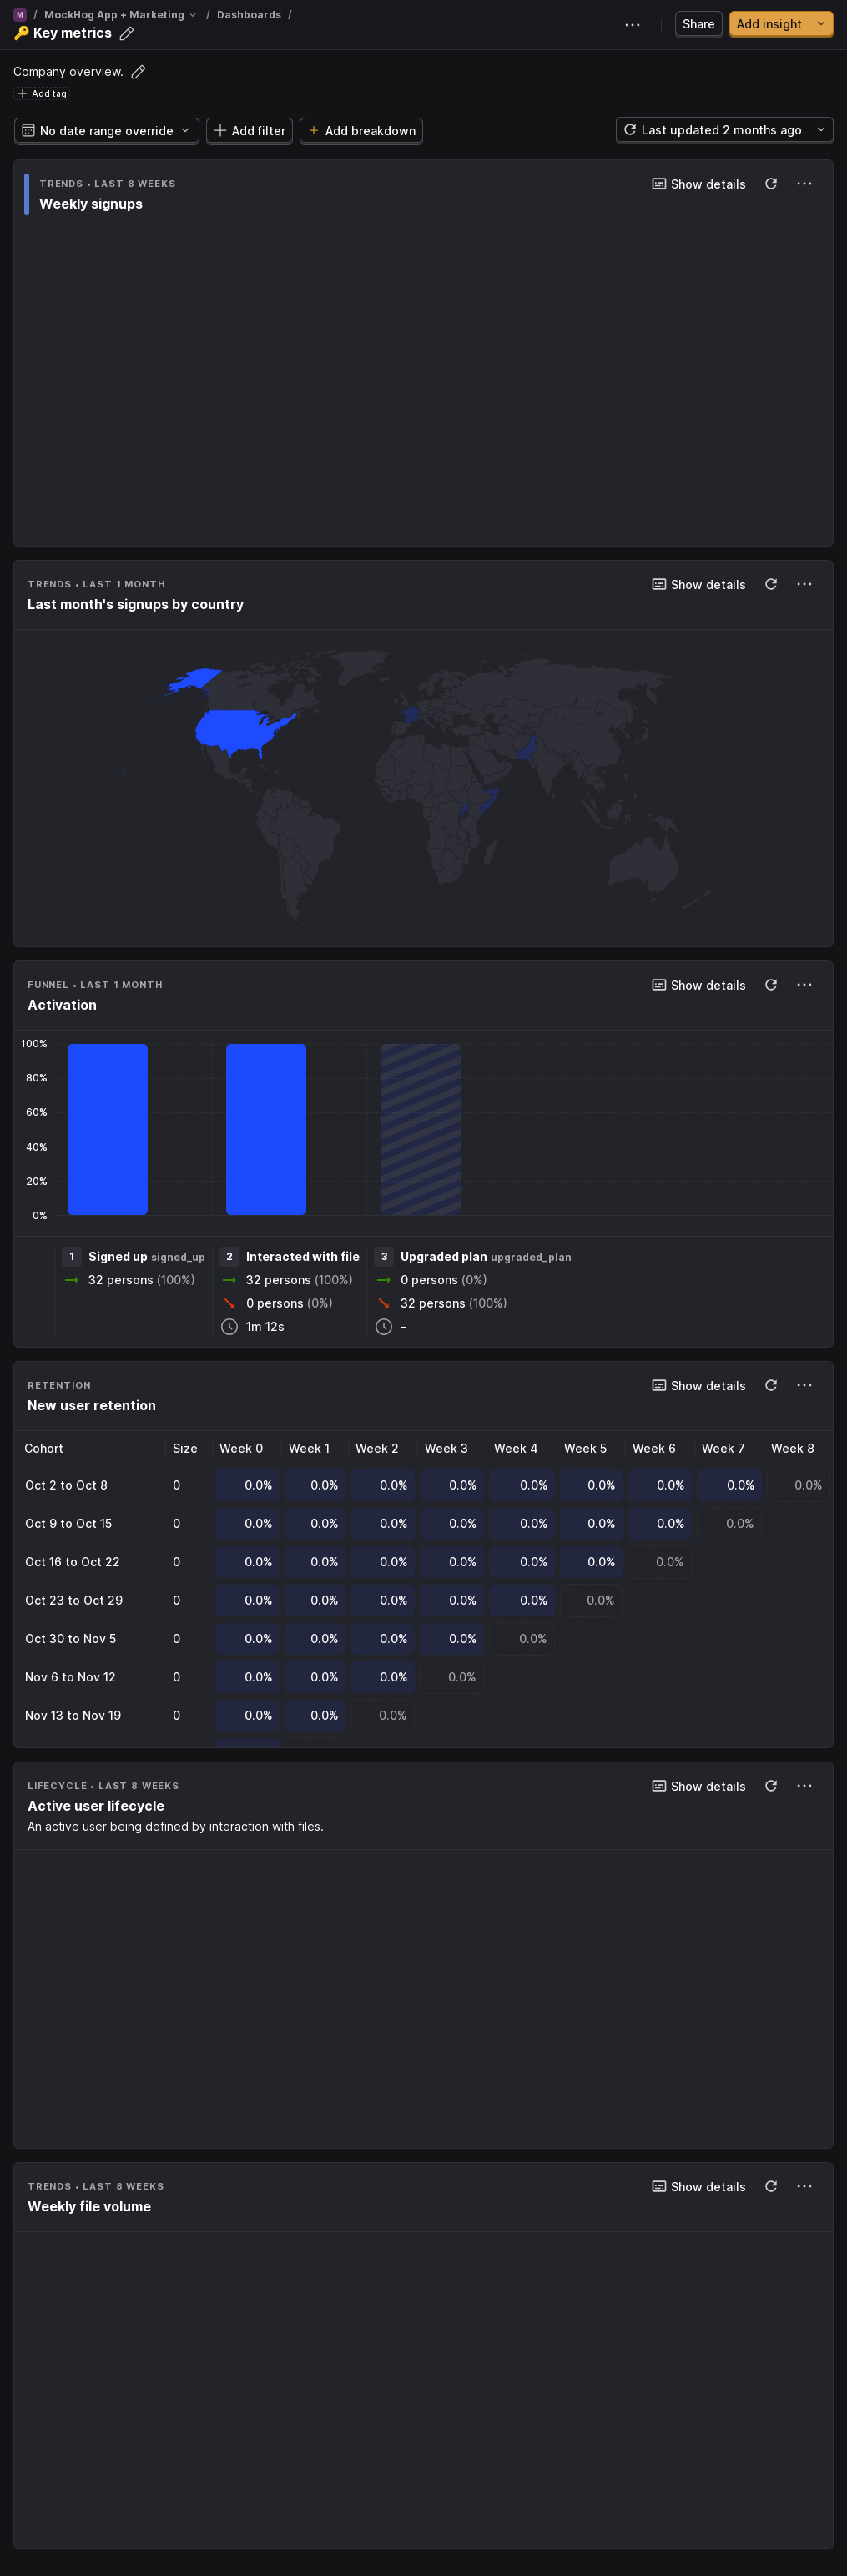 M / MockHog App + Marketing / Dashboards /
🔑 Key metrics
Share
Add insight
Company overview.
Add tag
No date range override
Add filter
Add breakdown
Last updated 2 months ago
TRENDS • LAST 8 WEEKS
Show details
Weekly signups
TRENDS • LAST 1 MONTH
Show details
Last month's signups by country
FUNNEL • LAST 1 MONTH
Show details
Activation
100%
80%
60%
40%
20%
0%
1 Signed up signed_up
32 persons (100%)
2 Interacted with file
32 persons (100%)
0 persons (0%)
1m 12s
3 Upgraded plan upgraded_plan
0 persons (0%)
32 persons (100%)
–
RETENTION
Show details
New user retention
Cohort Size Week 0 Week 1 Week 2 Week 3 Week 4 Week 5 Week 6 Week 7 Week 8
Oct 2 to Oct 8 0 0.0% 0.0% 0.0% 0.0% 0.0% 0.0% 0.0% 0.0% 0.0%
Oct 9 to Oct 15 0 0.0% 0.0% 0.0% 0.0% 0.0% 0.0% 0.0% 0.0%
Oct 16 to Oct 22 0 0.0% 0.0% 0.0% 0.0% 0.0% 0.0% 0.0%
Oct 23 to Oct 29 0 0.0% 0.0% 0.0% 0.0% 0.0% 0.0%
Oct 30 to Nov 5 0 0.0% 0.0% 0.0% 0.0% 0.0%
Nov 6 to Nov 12 0 0.0% 0.0% 0.0% 0.0%
Nov 13 to Nov 19 0 0.0% 0.0% 0.0%
LIFECYCLE • LAST 8 WEEKS
Show details
Active user lifecycle
An active user being defined by interaction with files.
TRENDS • LAST 8 WEEKS
Show details
Weekly file volume